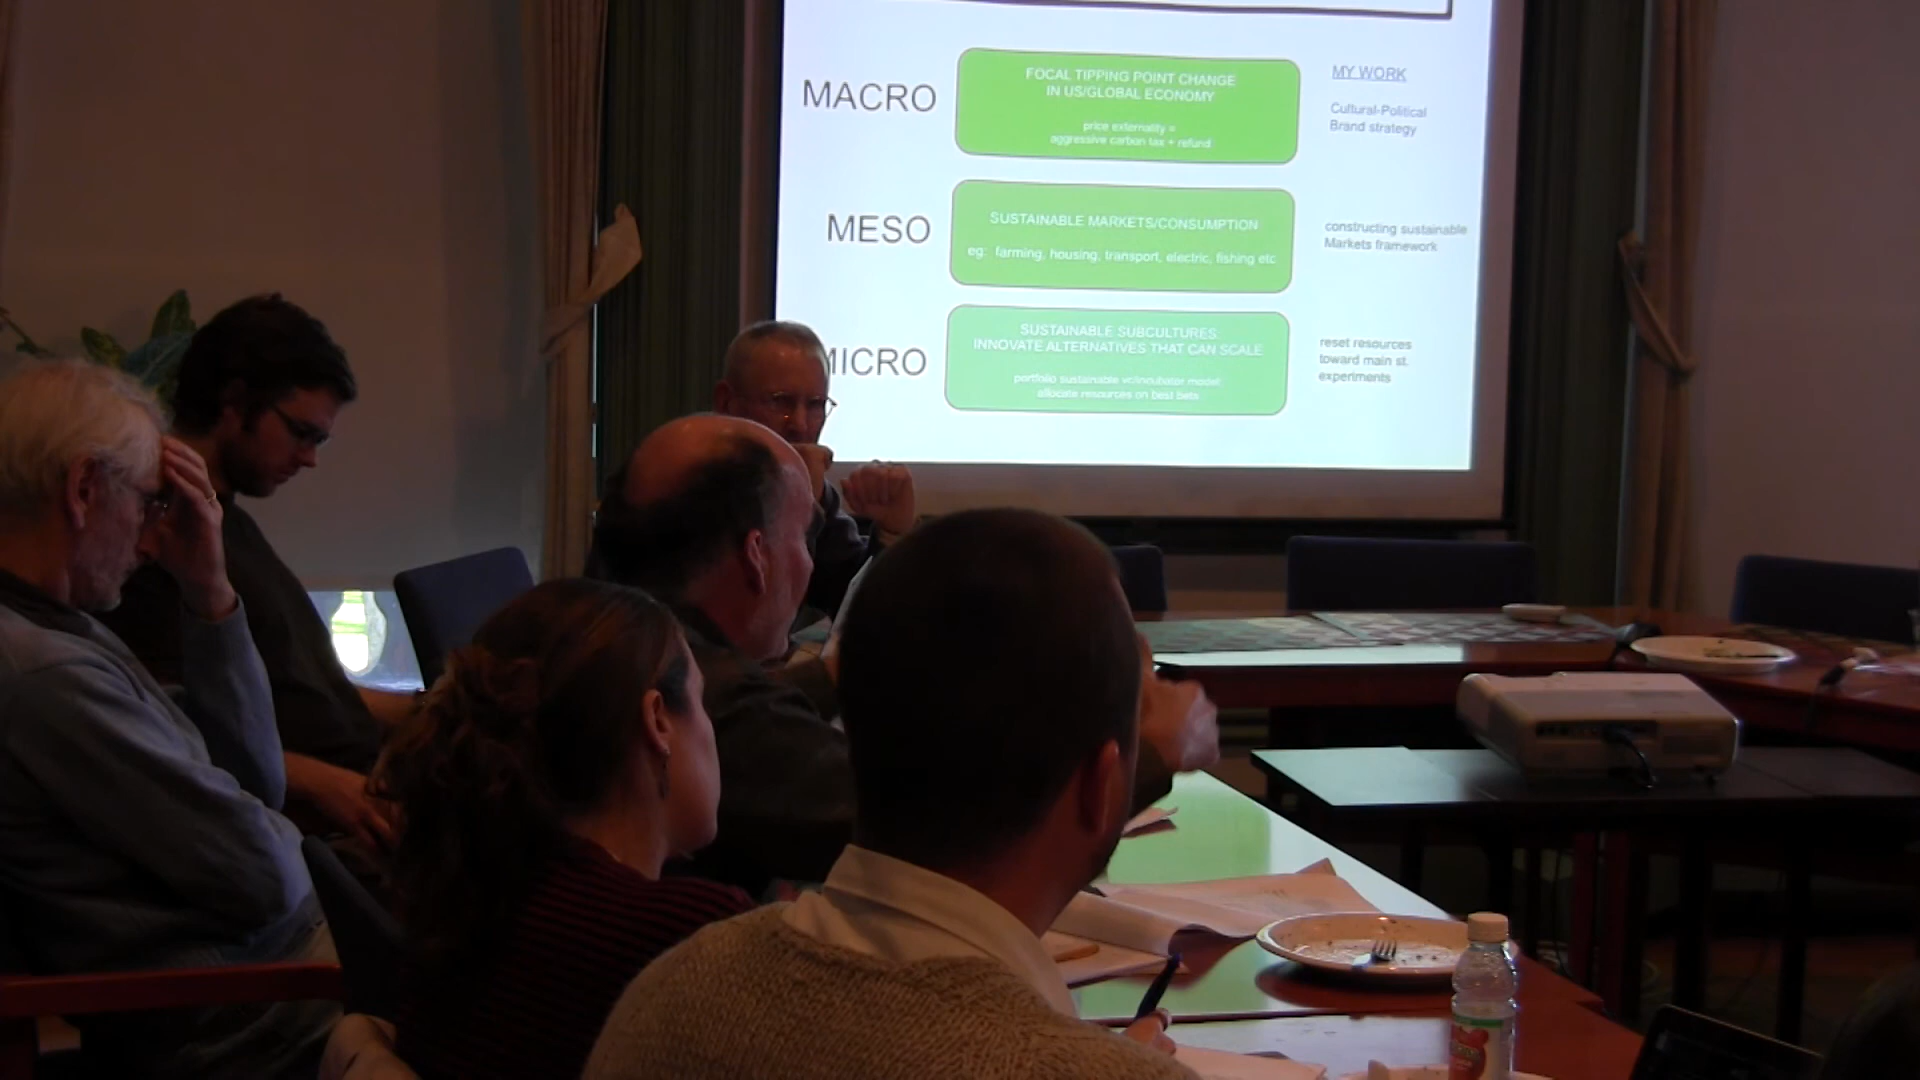 MACRO
FOCAL TIPPING POINT CHANGE
IN US/GLOBAL ECONOMY
price externality =
aggressive carbon tax + refund
MY WORK
Cultural-Political
Brand strategy
MESO
SUSTAINABLE MARKETS/CONSUMPTION
eg: farming, housing, transport, electric, fishing etc
constructing sustainable
Markets framework
MICRO
SUSTAINABLE SUBCULTURES:
INNOVATE ALTERNATIVES THAT CAN SCALE
portfolio sustainable vc/incubator model:
allocate resources on best bets
reset resources
toward main st.
experiments